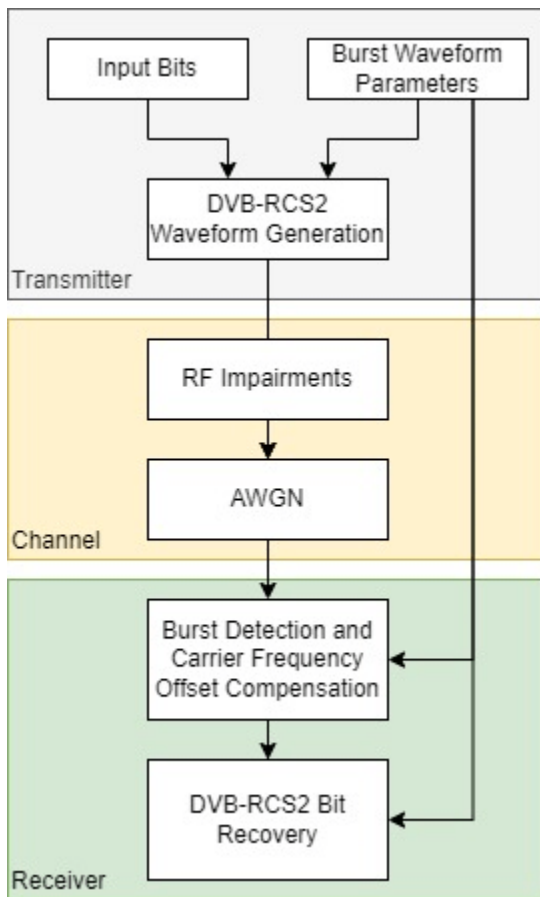 Input Bits
Burst Waveform
Parameters
DVB-RCS2
Waveform Generation
Transmitter
RF Impairments
AWGN
Channel
Burst Detection and
Carrier Frequency
Offset Compensation
DVB-RCS2 Bit
Recovery
Receiver